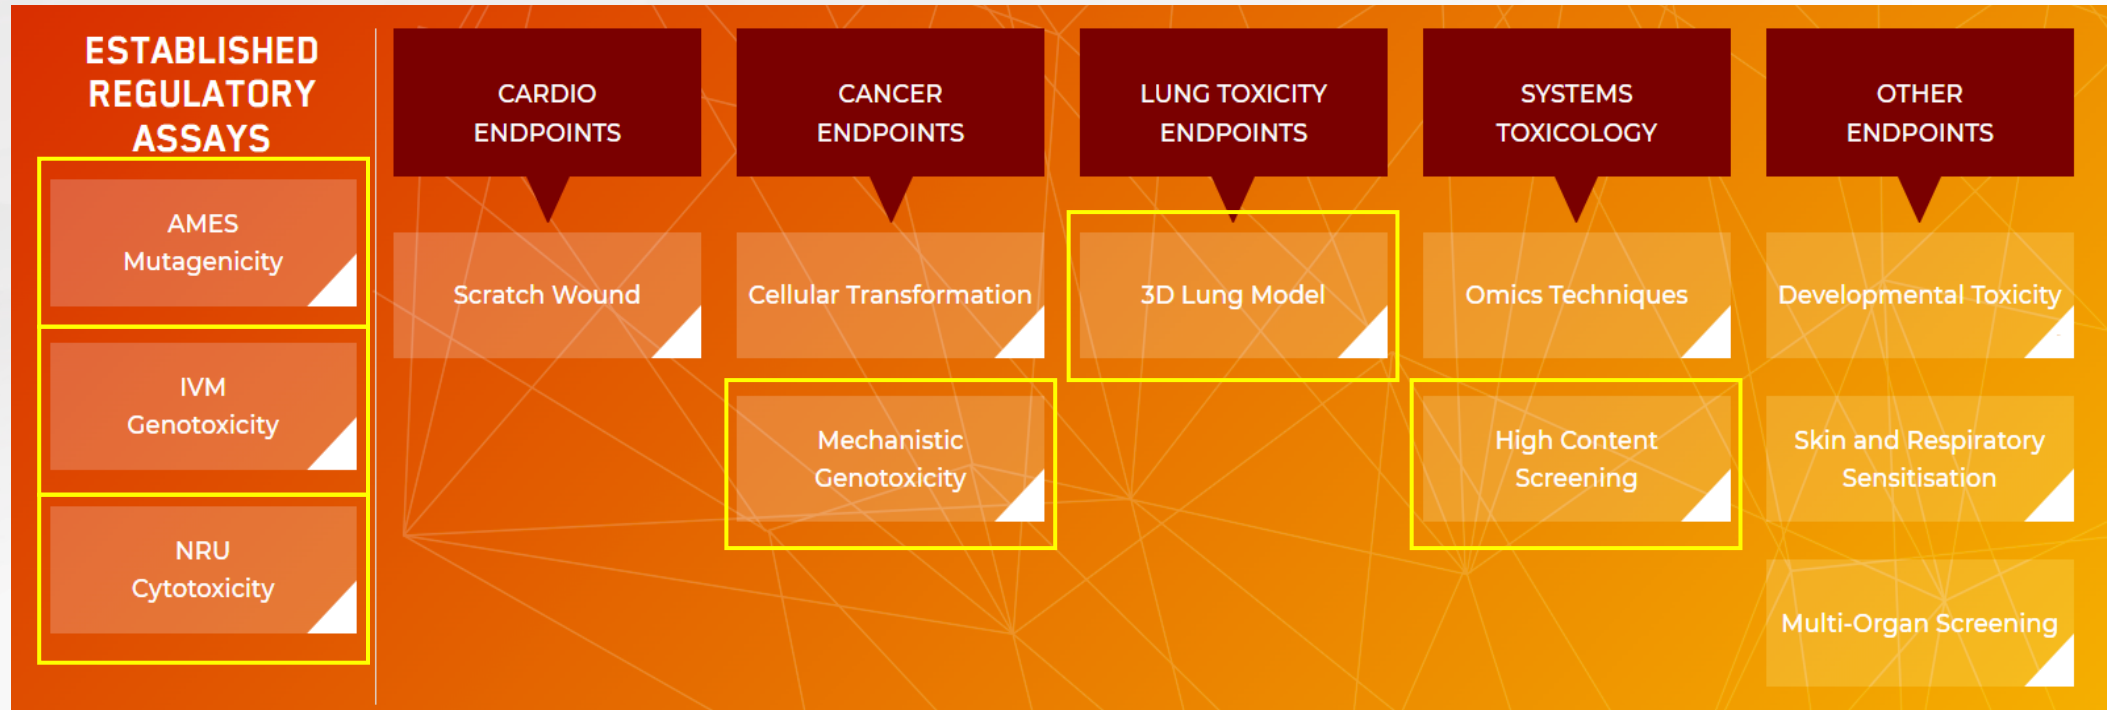 ESTABLISHED
REGULATORY
ASSAYS
AMES
Mutagenicity
IVM
Genotoxicity
NRU
Cytotoxicity
CARDIO
ENDPOINTS
Scratch Wound
CANCER
ENDPOINTS
Cellular Transformation
Mechanistic
Genotoxicity
LUNG TOXICITY
ENDPOINTS
3D Lung Model
SYSTEMS
TOXICOLOGY
Omics Techniques
High Content
Screening
OTHER
ENDPOINTS
Developmental Toxicity
Skin and Respiratory
Sensitisation
Multi-Organ Screening